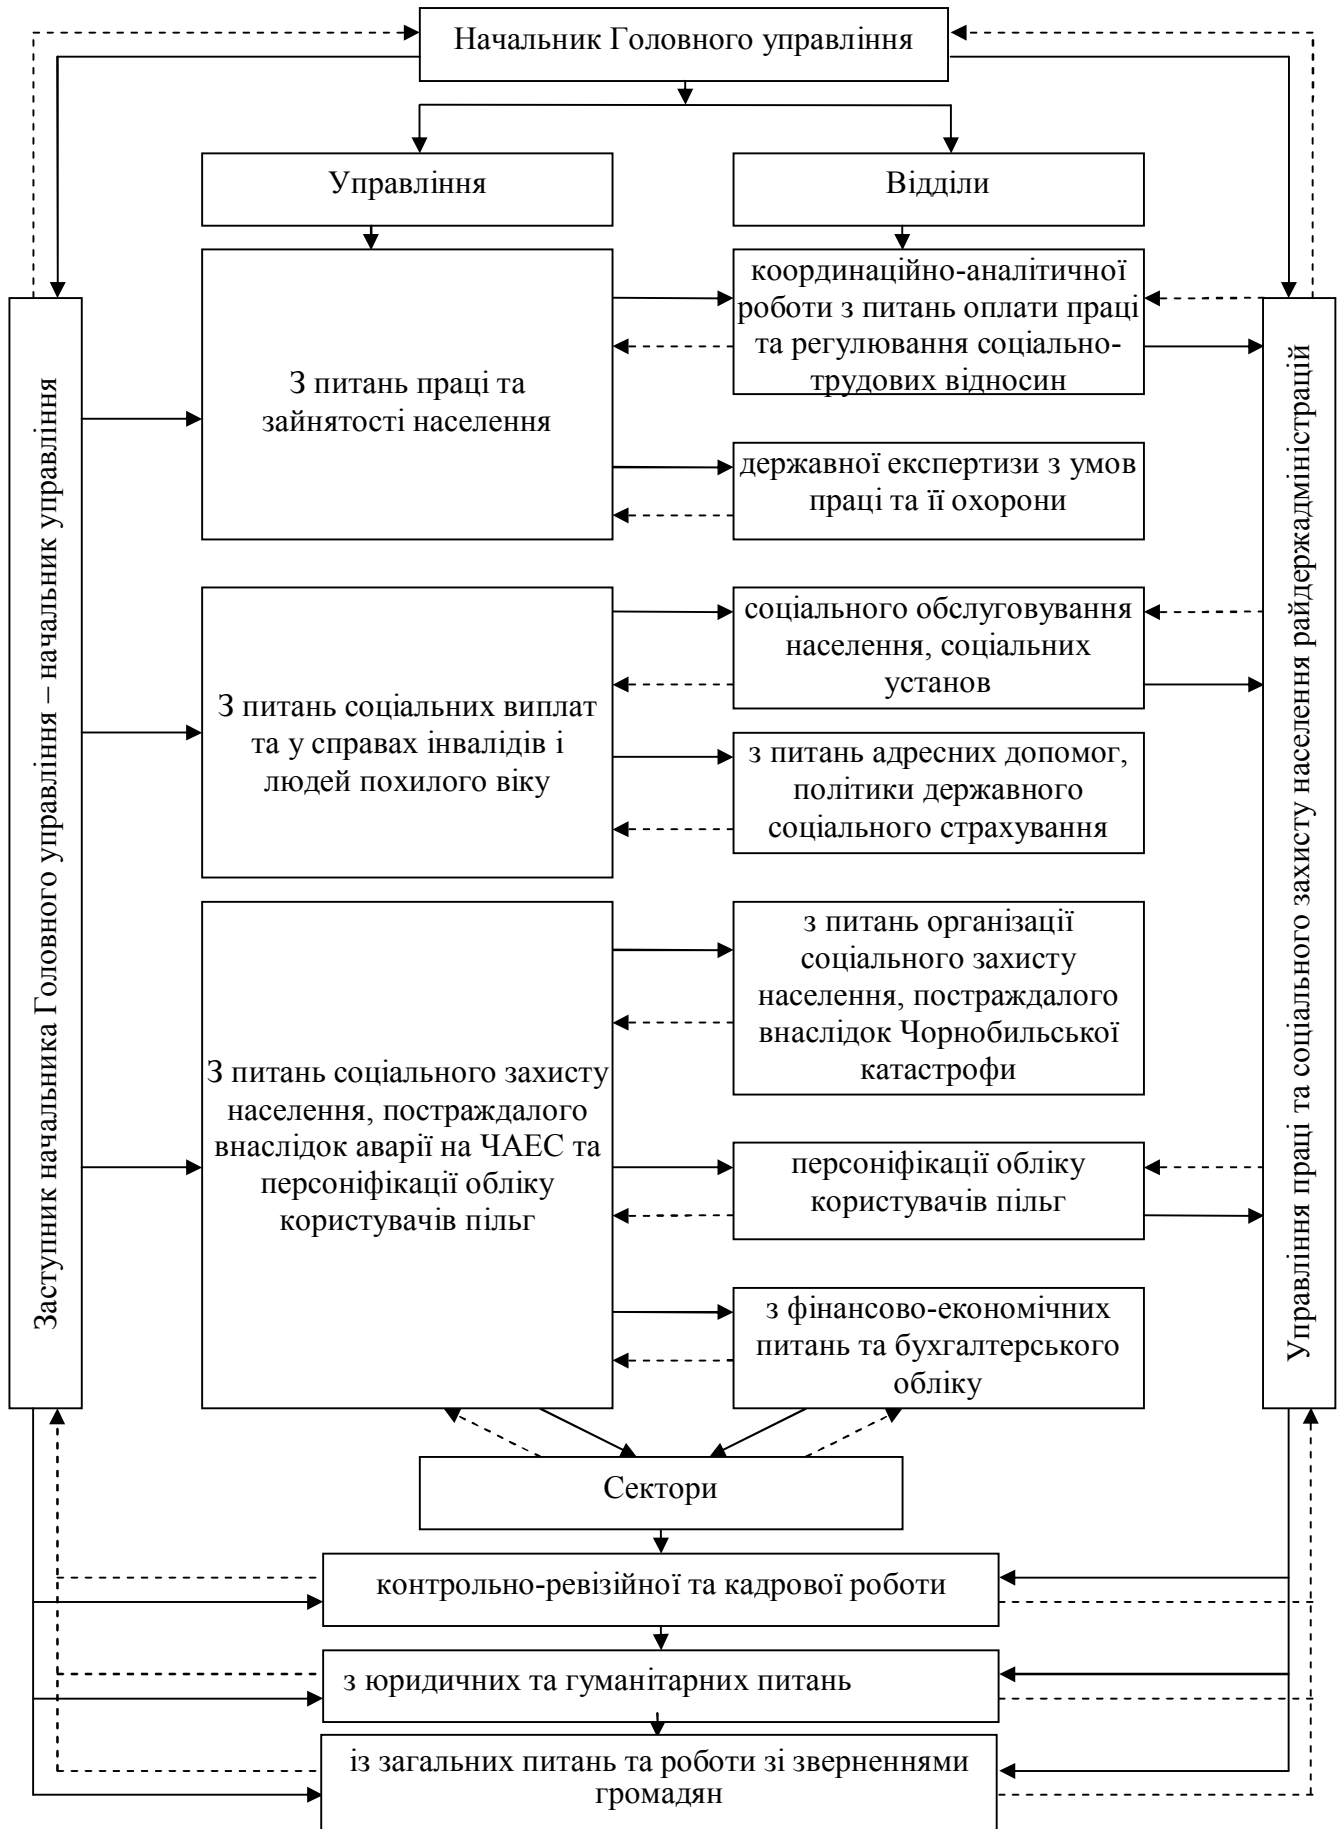 Начальник Головного управління
Управління
Відділи
З питань праці та
зайнятості населення
координаційно-аналітичної
роботи з питань оплати праці
та регулювання соціально-
трудових відносин
державної експертизи з умов
праці та її охорони
З питань соціальних виплат
та у справах інвалідів і
людей похилого віку
соціального обслуговування
населення, соціальних
установ
з питань адресних допомог,
політики державного
соціального страхування
З питань соціального захисту
населення, постраждалого
внаслідок аварії на ЧАЕС та
персоніфікації обліку
користувачів пільг
з питань організації
соціального захисту
населення, постраждалого
внаслідок Чорнобильської
катастрофи
персоніфікації обліку
користувачів пільг
з фінансово-економічних
питань та бухгалтерського
обліку
Заступник начальника Головного управління – начальник управління
Управління праці та соціального захисту населення райдержадміністрацій
Сектори
контрольно-ревізійної та кадрової роботи
з юридичних та гуманітарних питань
із загальних питань та роботи зі зверненнями
громадян